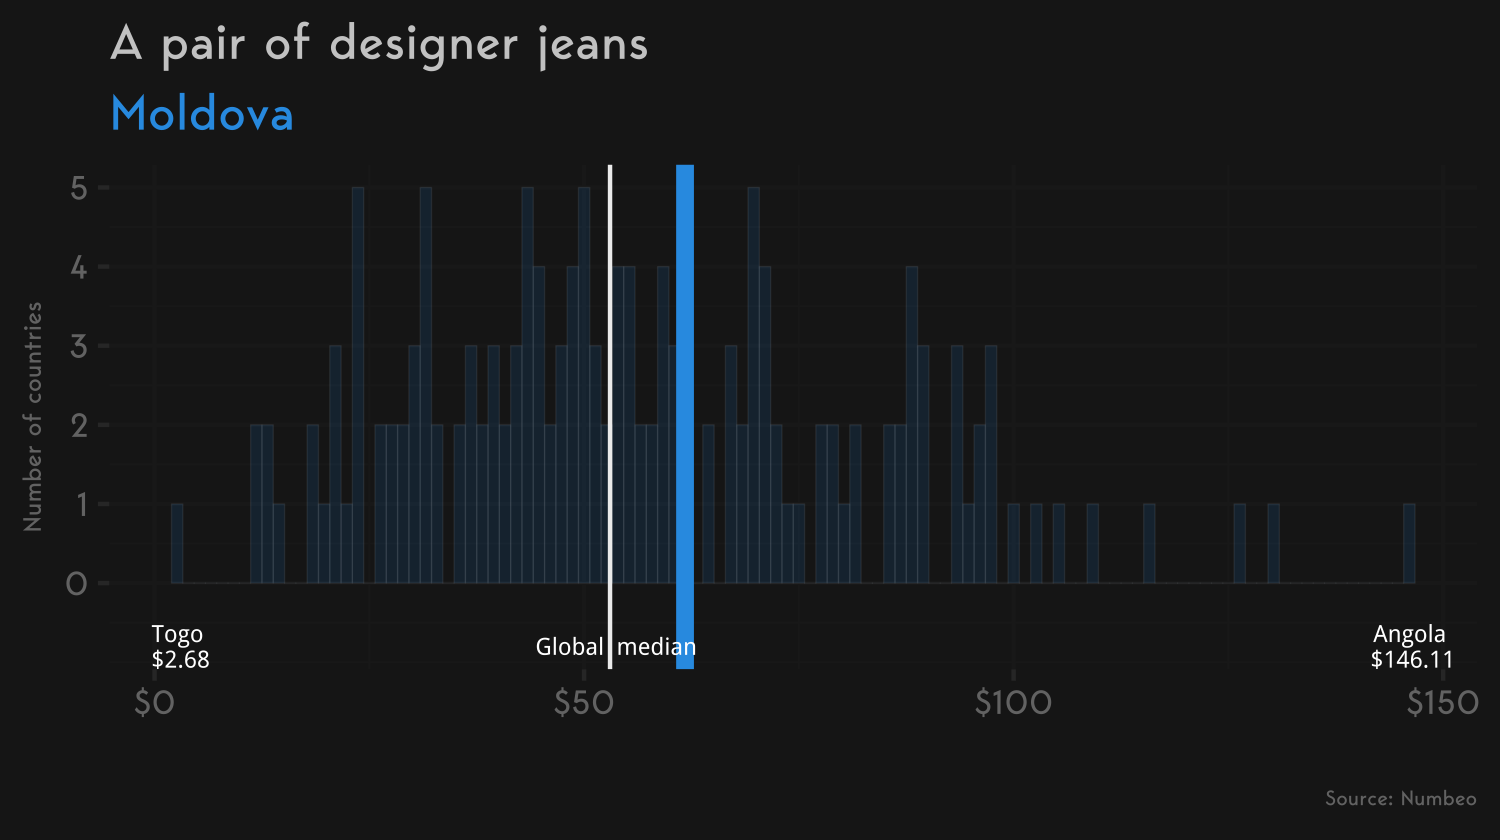 A pair of designer jeans
Moldova
Number of countries
5
4
3
2
1
0
Togo
$2.68
Global median
Angola
$146.11
$0
$50
$100
$150
Source: Numbeo